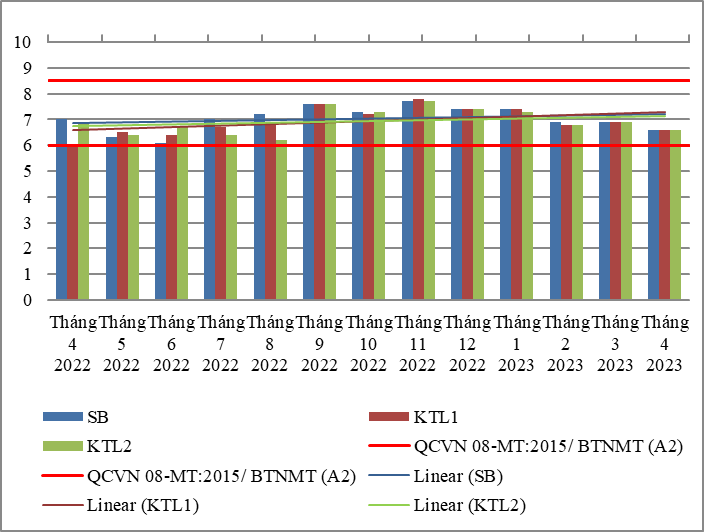 10
9
8
7
6
5
4
3
2
1
0
Tháng Tháng Tháng Tháng Tháng Tháng Tháng Tháng Tháng Tháng Tháng Tháng Tháng
4 5 6 7 8 9 10 11 12 1 2 3 4
2022 2022 2022 2022 2022 2022 2022 2022 2022 2023 2023 2023 2023
SB KTL1
KTL2 QCVN 08-MT:2015/ BTNMT (A2)
QCVN 08-MT:2015/ BTNMT (A2) Linear (SB)
Linear (KTL1) Linear (KTL2)